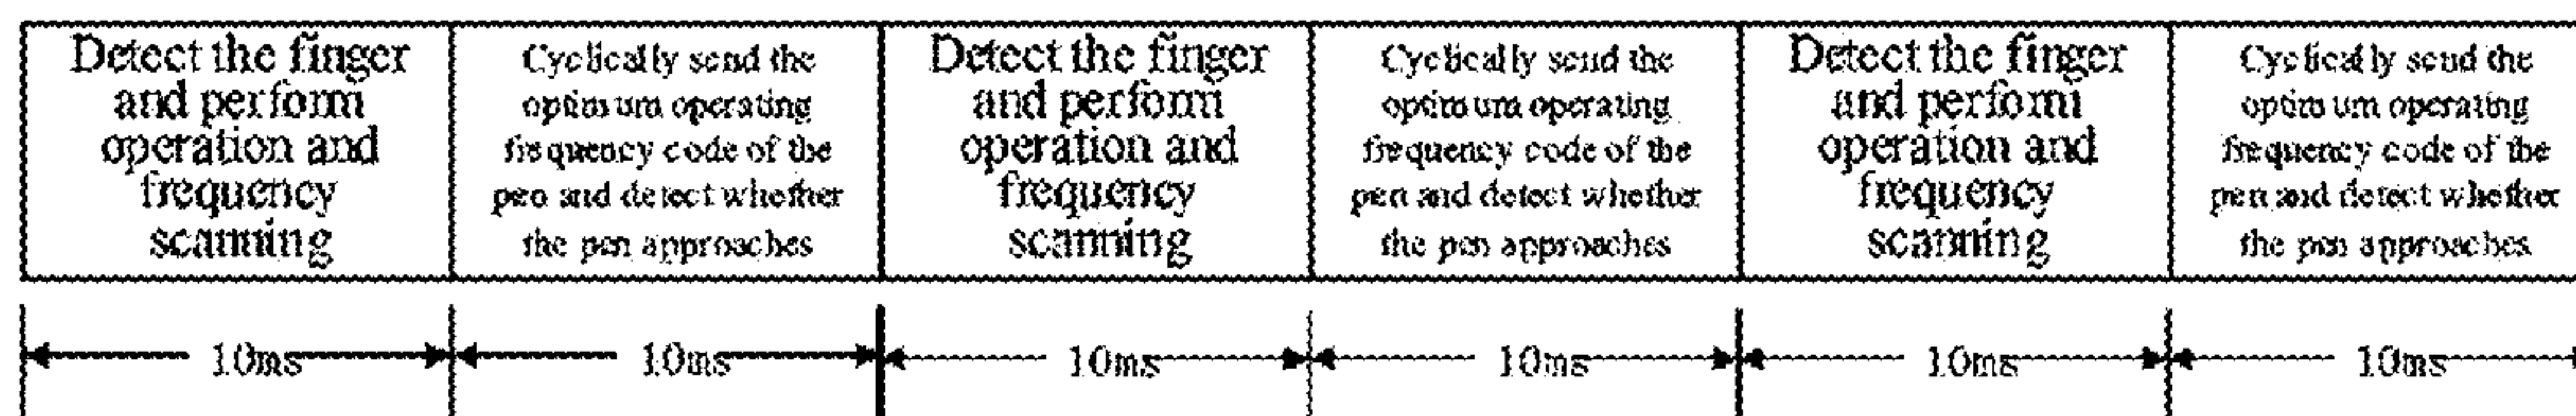 Detect the finger
and perform
operation and
frequency
scanning
Cyclically send the
optimum operating
frequency code of the
pen and detect whether
the pen approaches
Detect the finger
and perform
operation and
frequency
scanning
Cyclically send the
optimum operating
frequency code of the
pen and detect whether
the pen approaches
Detect the finger
and perform
operation and
frequency
scanning
Cyclically send the
optimum operating
frequency code of the
pen and detect whether
the pen approaches
10ms
10ms
10ms
10ms
10ms
10ms